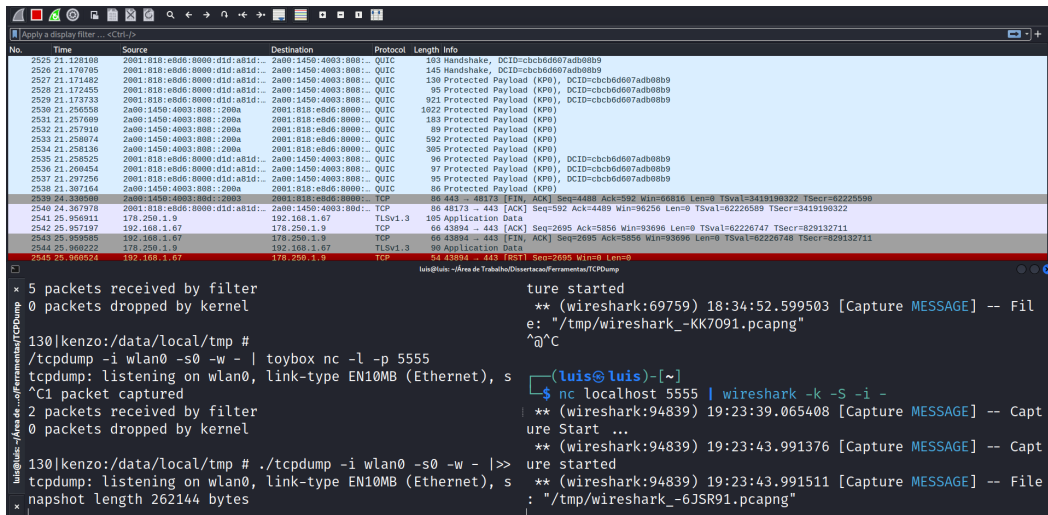 Apply a display filter ... <Ctrl-/>
No. Time Source Destination Protocol Length Info
2525 21.128108 2001:818:e8d6:8000:d1d:a81d:… 2a00:1450:4003:808:… QUIC 103 Handshake, DCID=cbcb6d607adb08b9
2526 21.170705 2001:818:e8d6:8000:d1d:a81d:… 2a00:1450:4003:808:… QUIC 145 Handshake, DCID=cbcb6d607adb08b9
2527 21.171482 2001:818:e8d6:8000:d1d:a81d:… 2a00:1450:4003:808:… QUIC 130 Protected Payload (KP0), DCID=cbcb6d607adb08b9
2528 21.172455 2001:818:e8d6:8000:d1d:a81d:… 2a00:1450:4003:808:… QUIC 95 Protected Payload (KP0), DCID=cbcb6d607adb08b9
2529 21.173733 2001:818:e8d6:8000:d1d:a81d:… 2a00:1450:4003:808:… QUIC 921 Protected Payload (KP0), DCID=cbcb6d607adb08b9
2530 21.256558 2a00:1450:4003:808::200a 2001:818:e8d6:8000:… QUIC 1022 Protected Payload (KP0)
2531 21.257609 2a00:1450:4003:808::200a 2001:818:e8d6:8000:… QUIC 183 Protected Payload (KP0)
2532 21.257910 2a00:1450:4003:808::200a 2001:818:e8d6:8000:… QUIC 89 Protected Payload (KP0)
2533 21.258074 2a00:1450:4003:808::200a 2001:818:e8d6:8000:… QUIC 592 Protected Payload (KP0)
2534 21.258136 2a00:1450:4003:808::200a 2001:818:e8d6:8000:… QUIC 305 Protected Payload (KP0)
2535 21.258525 2001:818:e8d6:8000:d1d:a81d:… 2a00:1450:4003:808:… QUIC 96 Protected Payload (KP0), DCID=cbcb6d607adb08b9
2536 21.260454 2001:818:e8d6:8000:d1d:a81d:… 2a00:1450:4003:808:… QUIC 97 Protected Payload (KP0), DCID=cbcb6d607adb08b9
2537 21.297256 2001:818:e8d6:8000:d1d:a81d:… 2a00:1450:4003:808:… QUIC 95 Protected Payload (KP0), DCID=cbcb6d607adb08b9
2538 21.307164 2a00:1450:4003:808::200a 2001:818:e8d6:8000:… QUIC 86 Protected Payload (KP0)
2539 24.330500 2a00:1450:4003:808::2003 2001:818:e8d6:8000:… TCP 86 443 → 48173 [FIN, ACK] Seq=4488 Ack=592 Win=66816 Len=0 TSval=3419190322 TSecr=62225590
2540 24.367978 2001:818:e8d6:8000:d1d:a81d:… 2a00:1450:4003:80d:… TCP 86 48173 → 443 [ACK] Seq=592 Ack=4489 Win=96256 Len=0 TSval=62226589 TSecr=3419190322
2541 25.956911 178.250.1.9 192.168.1.67 TLSv1.3 105 Application Data
2542 25.957197 192.168.1.67 178.250.1.9 TCP 66 43894 → 443 [ACK] Seq=2695 Ack=5856 Win=93696 Len=0 TSval=62226747 TSecr=829132711
2543 25.959585 192.168.1.67 178.250.1.9 TCP 66 43894 → 443 [FIN, ACK] Seq=2695 Ack=5856 Win=93696 Len=0 TSval=62226748 TSecr=829132711
2544 25.960222 178.250.1.9 192.168.1.67 TLSv1.3 90 Application Data
2545 25.960524 192.168.1.67 178.250.1.9 TCP 54 43894 → 443 [RST] Seq=2695 Win=0 Len=0
luis@luis: ~/Área de Trabalho/Dissertacao/Ferramentas/TCPDump
luis@luis: ~/Área de ...o/Ferramentas/TCPDump
5 packets received by filter
0 packets dropped by kernel
130|kenzo:/data/local/tmp #
/tcpdump -i wlan0 -s0 -w - | toybox nc -l -p 5555
tcpdump: listening on wlan0, link-type EN10MB (Ethernet), s
^C1 packet captured
2 packets received by filter
0 packets dropped by kernel
130|kenzo:/data/local/tmp # ./tcpdump -i wlan0 -s0 -w - |>>
tcpdump: listening on wlan0, link-type EN10MB (Ethernet), s
napshot length 262144 bytes
ture started
** (wireshark:69759) 18:34:52.599503 [Capture MESSAGE] -- Fil
e: "/tmp/wireshark_-KK7O91.pcapng"
^@^C
┌──(luis㉿luis)-[~]
└─$ nc localhost 5555 | wireshark -k -S -i -
** (wireshark:94839) 19:23:39.065408 [Capture MESSAGE] -- Capt
ure Start ...
** (wireshark:94839) 19:23:43.991376 [Capture MESSAGE] -- Capt
ure started
** (wireshark:94839) 19:23:43.991511 [Capture MESSAGE] -- File
: "/tmp/wireshark_-6JSR91.pcapng"